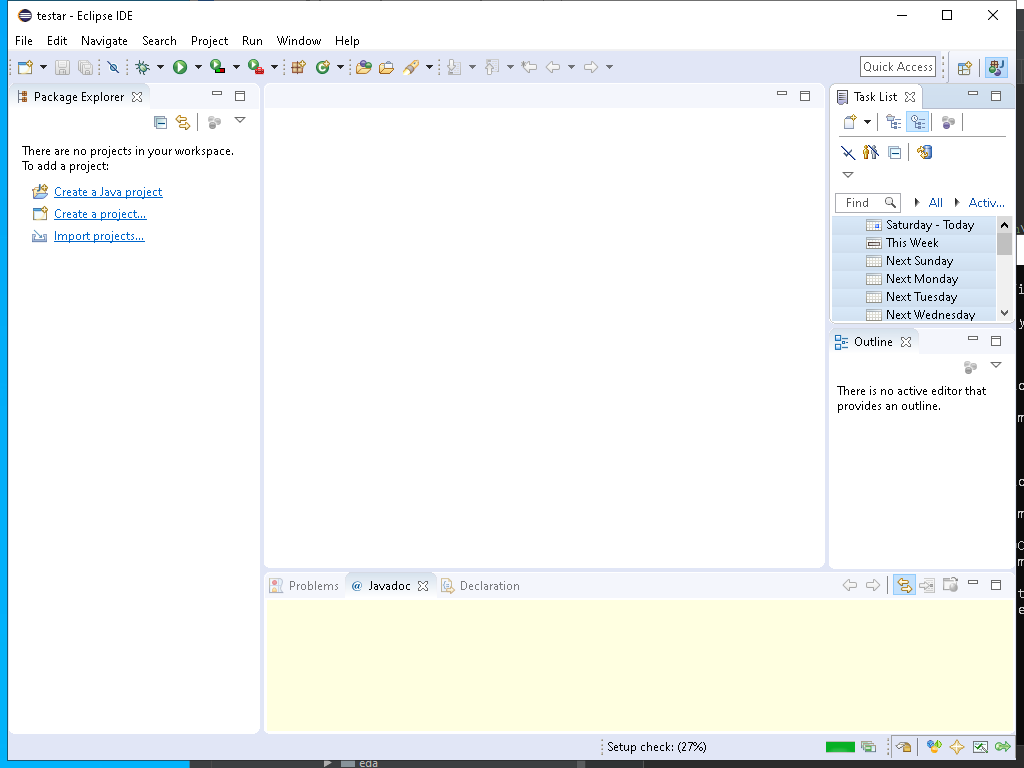 testar - Eclipse IDE
File Edit Navigate Search Project Run Window Help
Quick Access
Package Explorer
There are no projects in your workspace.
To add a project:
Create a Java project
Create a project...
Import projects...
Task List
Find All Activ...
Saturday - Today
This Week
Next Sunday
Next Monday
Next Tuesday
Next Wednesday
Outline
There is no active editor that
provides an outline.
Problems @ Javadoc Declaration
Setup check: (27%)
eda